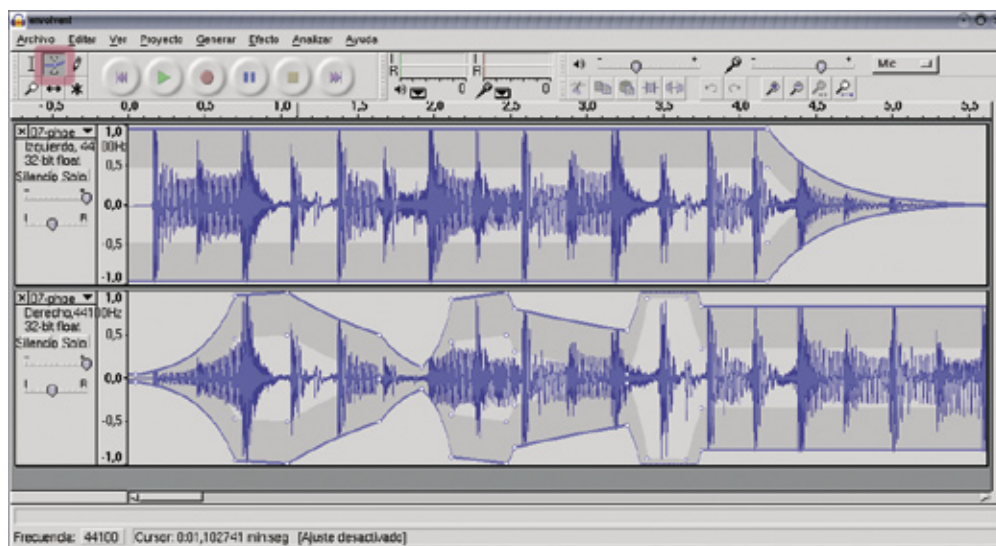 envolvent
Archivo Editar Ver Proyecto Generar Efecto Analizar Ayuda
I
R
I
R
- +
- +
Mic
0
0
-0,5 0,0 0,5 1,0 1,5 2,0 2,5 3,0 3,5 4,0 4,5 5,0 5,5
07-phoe
Izquierdo, 44100Hz
32-bit float
Silencio Solo
- +
I R
1,0
0,5
0,0
-0,5
-1,0
07-phoe
Derecho, 44100Hz
32-bit float
Silencio Solo
- +
I R
1,0
0,5
0,0
-0,5
-1,0
Frecuencia: 44100 Cursor: 0:01,102741 min:seg [Ajuste desactivado]